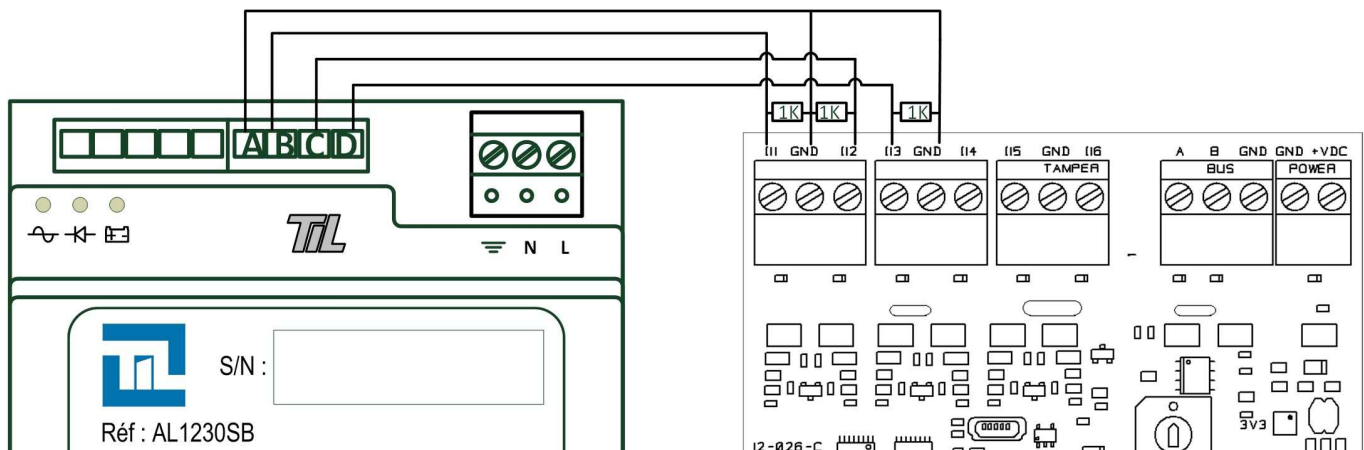 1K 1K 1K
A B C D
I1 GND I2 I3 GND I4 I5 GND I6 A B GND GND +VDC
TAMPER BUS POWER
TIL
N L
S/N :
Réf : AL1230SB
3V3
12-026-C